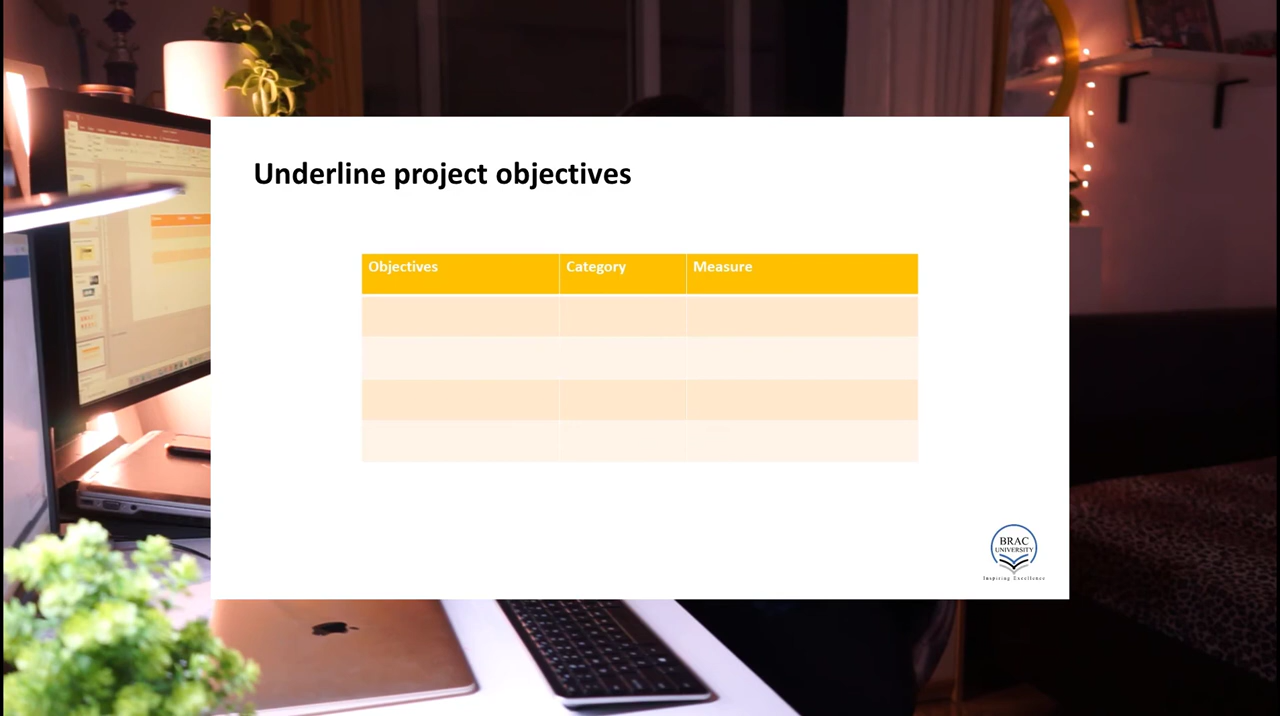 Underline project objectives
Objectives Category Measure
BRAC
UNIVERSITY
Inspiring Excellence